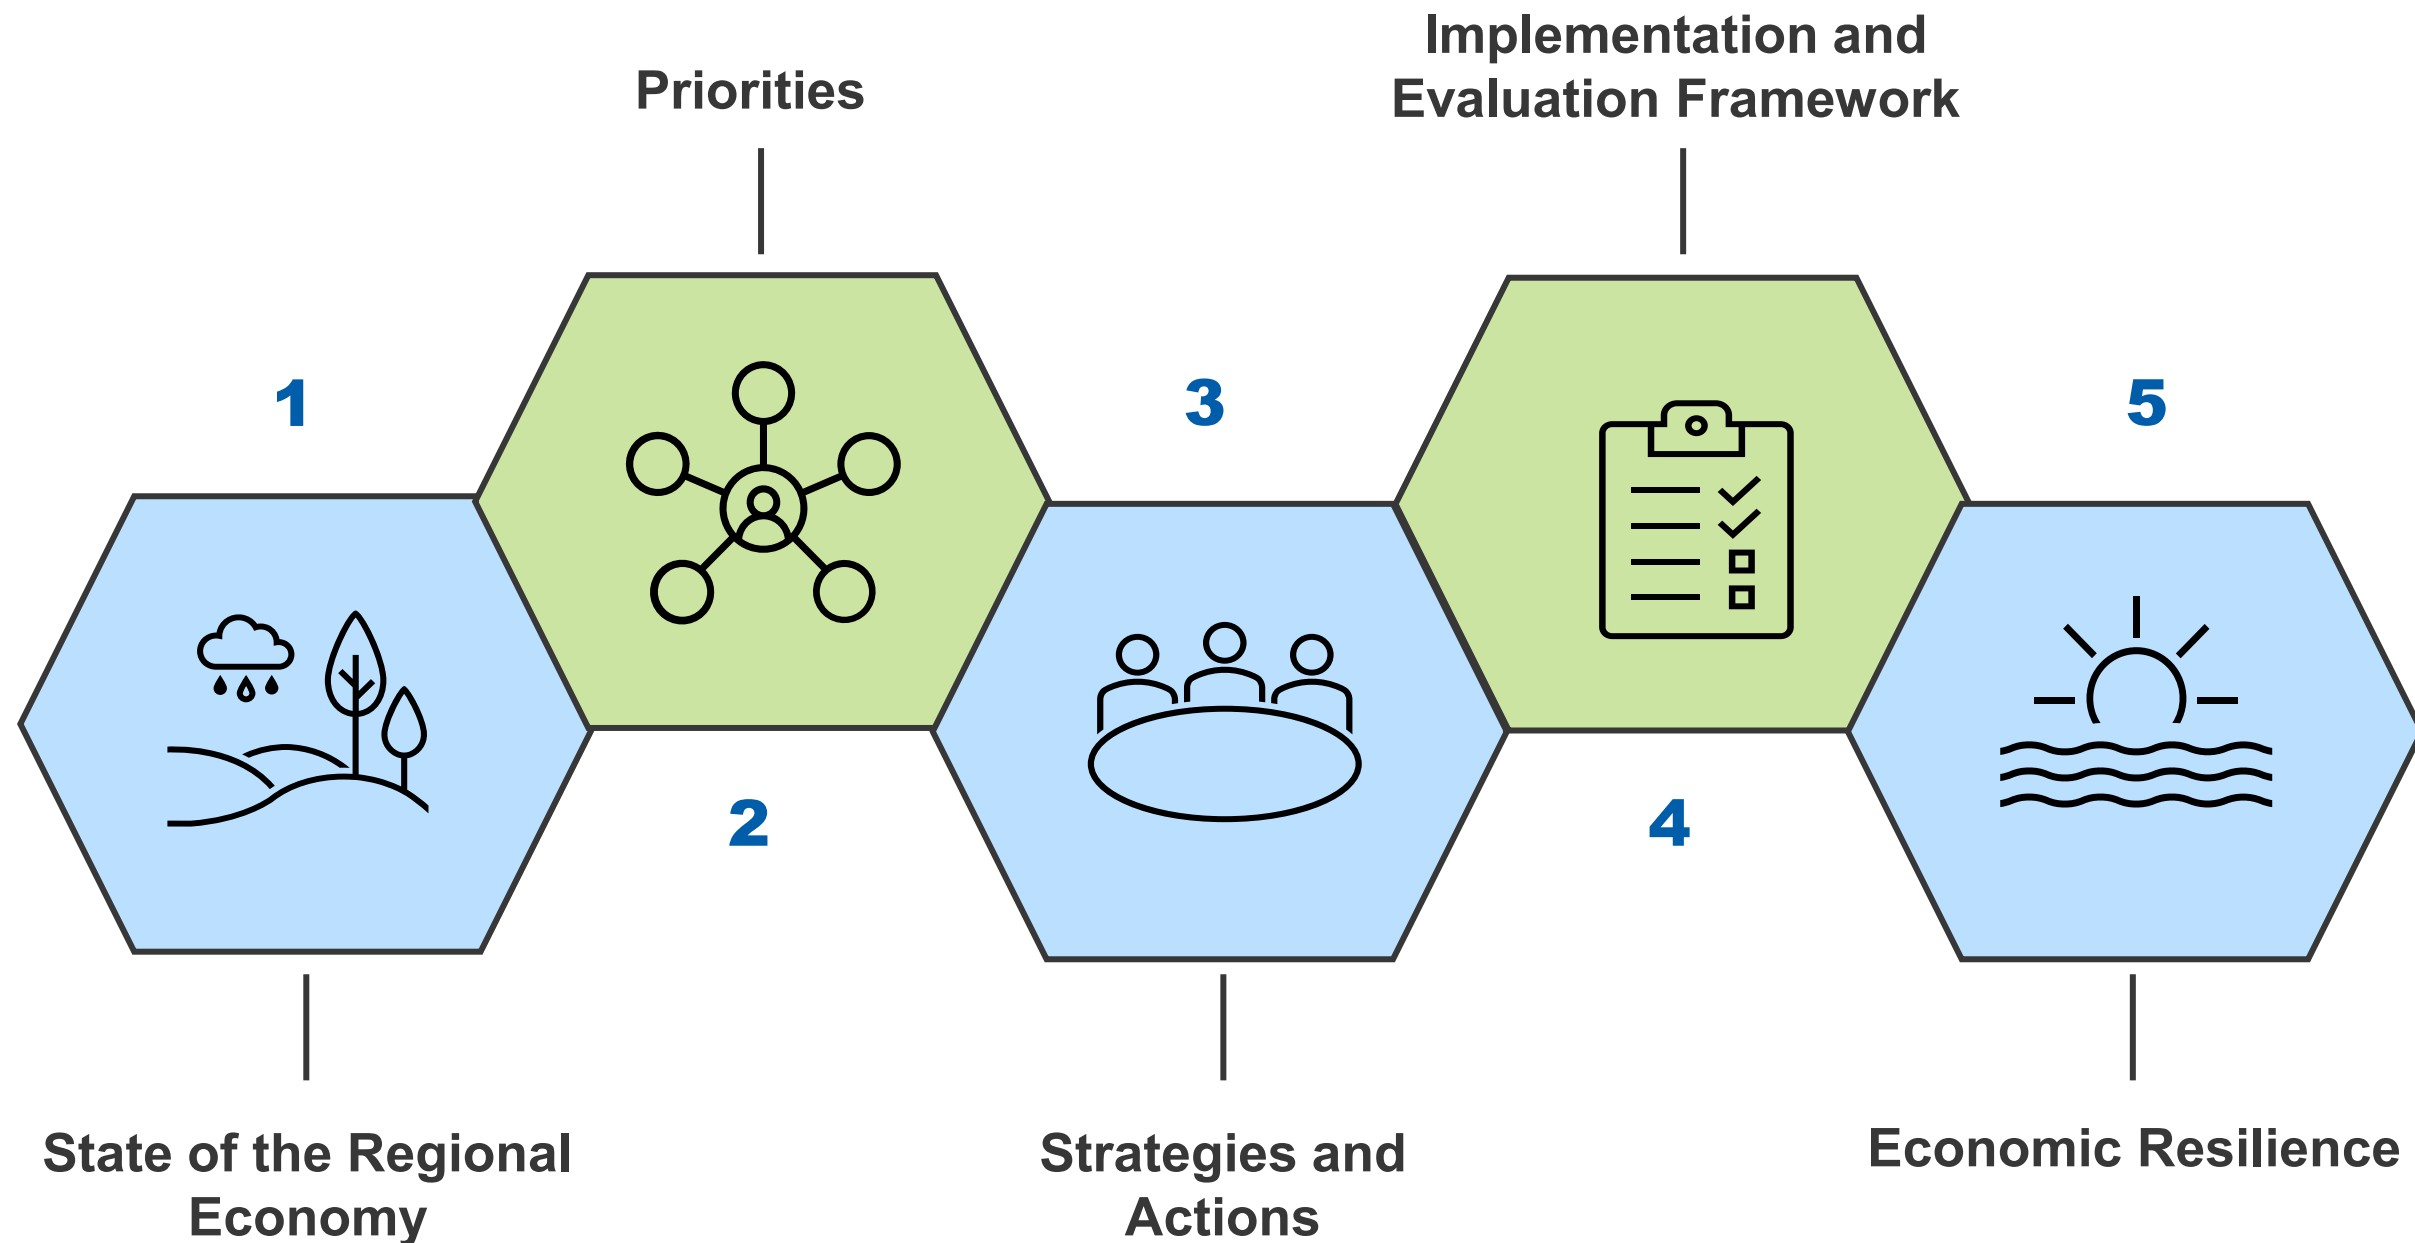 1
State of the Regional
Economy
Priorities
2
3
Strategies and
Actions
Implementation and
Evaluation Framework
4
5
Economic Resilience